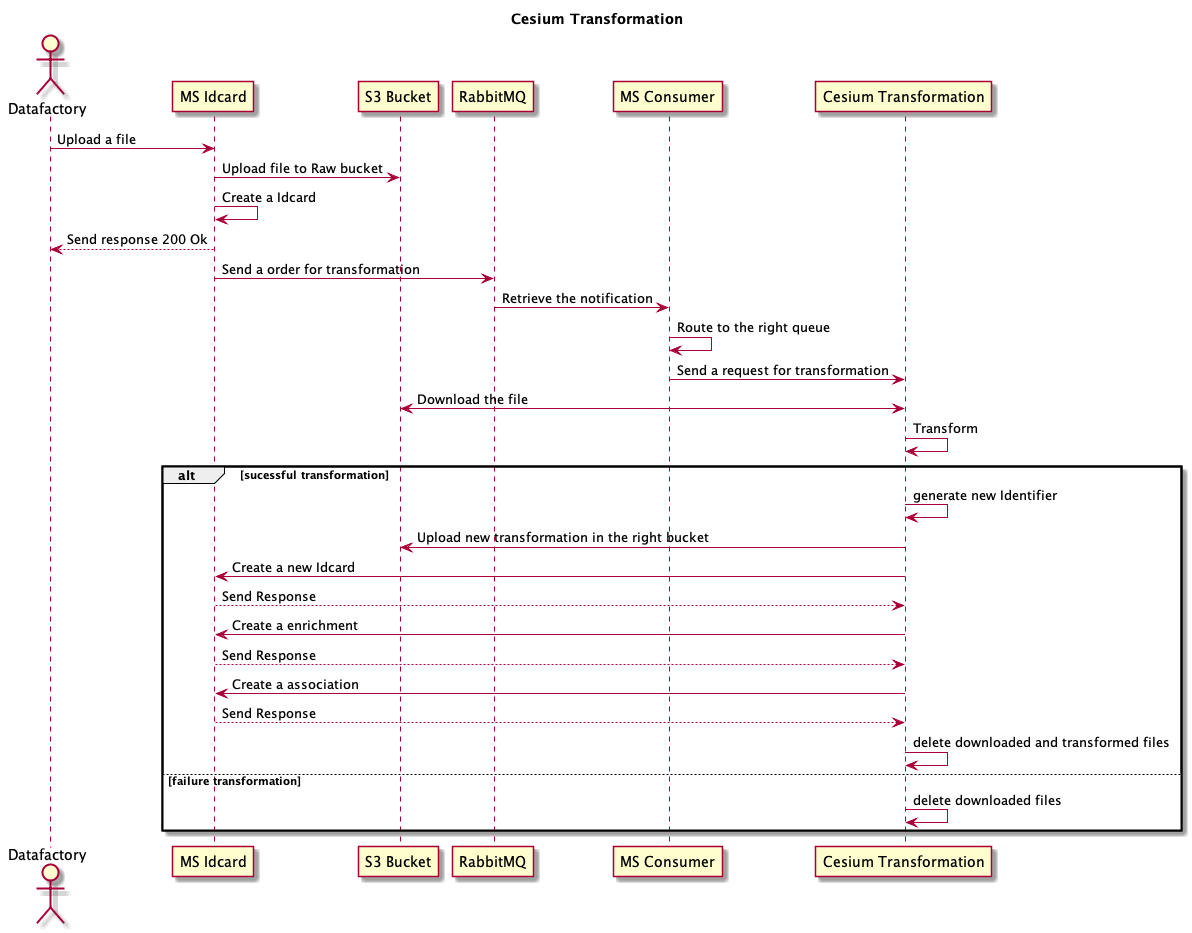 Cesium Transformation
Datafactory
MS Idcard
S3 Bucket
RabbitMQ
MS Consumer
Cesium Transformation
Upload a file
Upload file to Raw bucket
Create a Idcard
Send response 200 Ok
Send a order for transformation
Retrieve the notification
Route to the right queue
Send a request for transformation
Download the file
Transform
alt
[sucessful transformation]
generate new Identifier
Upload new transformation in the right bucket
Create a new Idcard
Send Response
Create a enrichment
Send Response
Create a association
Send Response
delete downloaded and transformed files
[failure transformation]
delete downloaded files
Datafactory
MS Idcard
S3 Bucket
RabbitMQ
MS Consumer
Cesium Transformation